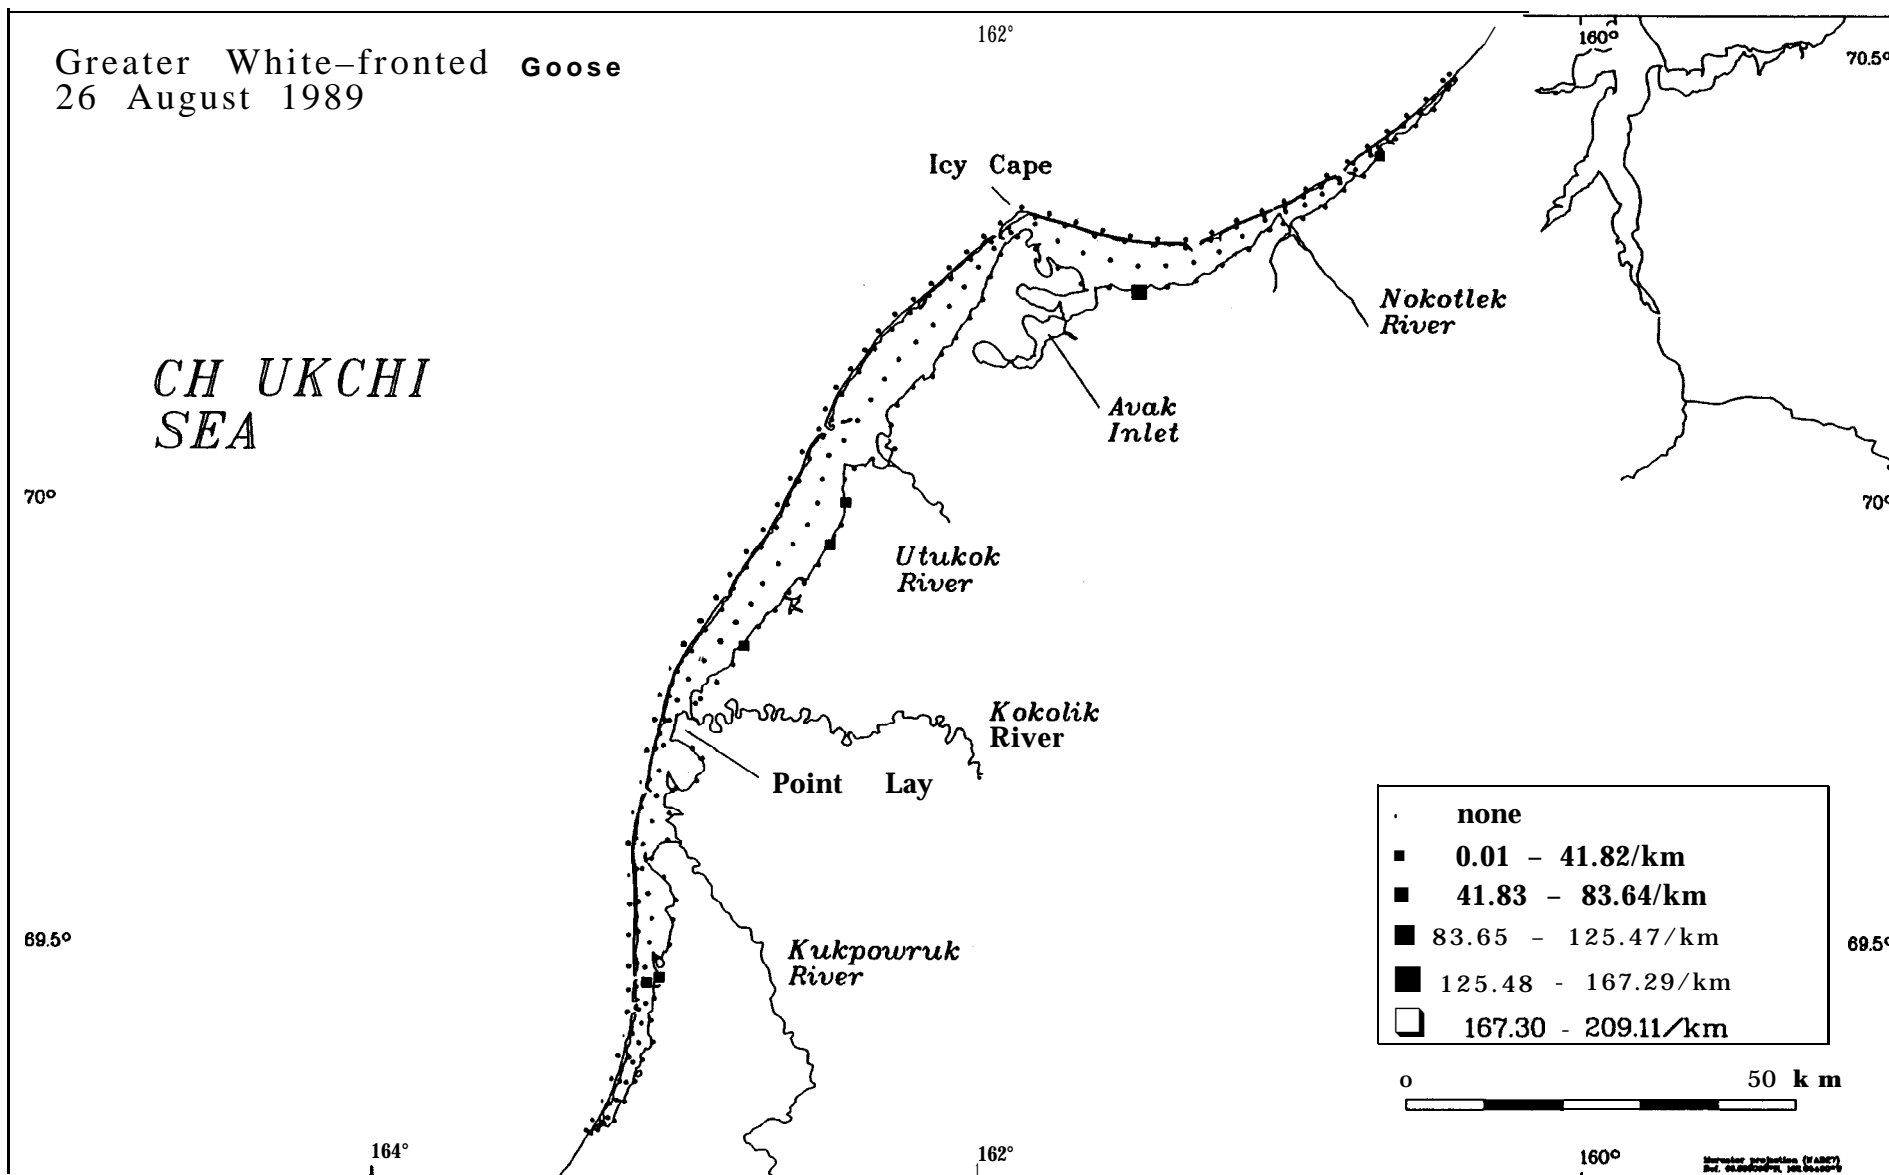 Greater White–fronted Goose
26 August 1989
162°
160°
70.5°
Icy Cape
Nokotlek
River
CH UKCHI
SEA
Avak
Inlet
70°
70°
Utukok
River
Kokolik
River
Point Lay
none
0.01 – 41.82/km
41.83 – 83.64/km
83.65 – 125.47/km
125.48 - 167.29/km
167.30 - 209.11/km
69.5°
69.5°
Kukpowruk
River
0 50 km
164°
162°
160°
Mercator projection